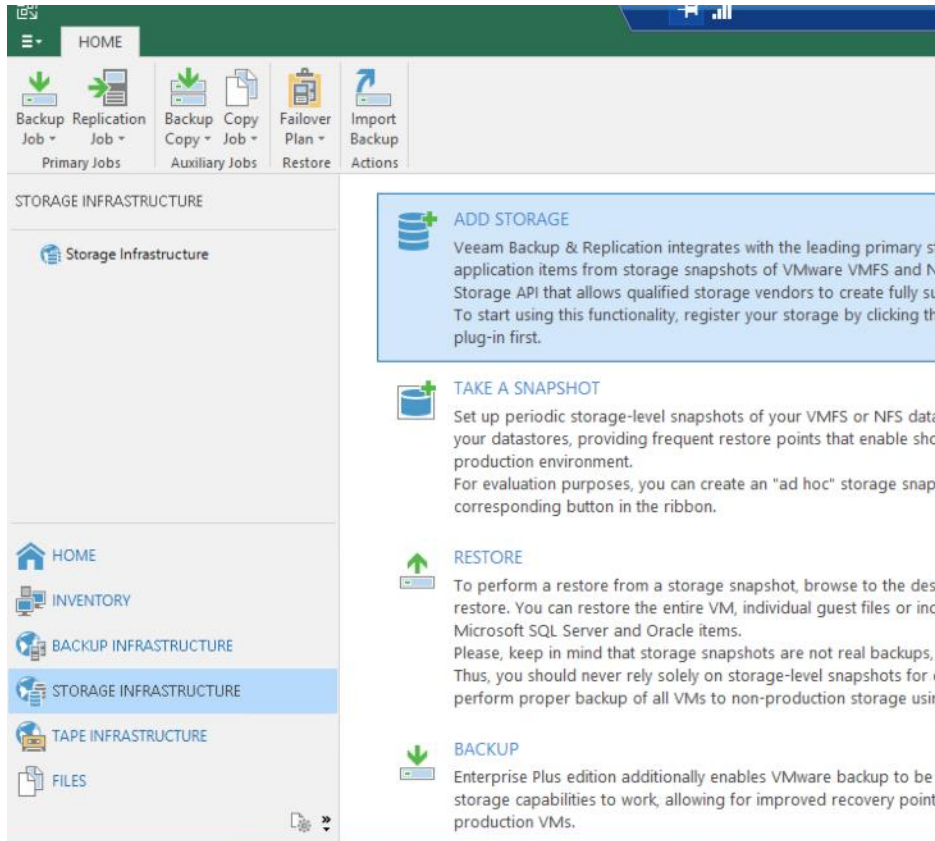 HOME
Backup Job
Replication Job
Backup Copy
Copy Job
Failover Plan
Import Backup
Primary Jobs
Auxiliary Jobs
Restore
Actions
STORAGE INFRASTRUCTURE
Storage Infrastructure
HOME
INVENTORY
BACKUP INFRASTRUCTURE
STORAGE INFRASTRUCTURE
TAPE INFRASTRUCTURE
FILES
ADD STORAGE
Veeam Backup & Replication integrates with the leading primary
application items from storage snapshots of VMware VMFS and
Storage API that allows qualified storage vendors to create fully
To start using this functionality, register your storage by clicking
plug-in first.
TAKE A SNAPSHOT
Set up periodic storage-level snapshots of your VMFS or NFS
your datastores, providing frequent restore points that enable
production environment.
For evaluation purposes, you can create an "ad hoc" storage
corresponding button in the ribbon.
RESTORE
To perform a restore from a storage snapshot, browse to the
restore. You can restore the entire VM, individual guest files or
Microsoft SQL Server and Oracle items.
Please, keep in mind that storage snapshots are not real backups,
Thus, you should never rely solely on storage-level snapshots for
perform proper backup of all VMs to non-production storage
BACKUP
Enterprise Plus edition additionally enables VMware backup to be
storage capabilities to work, allowing for improved recovery
production VMs.